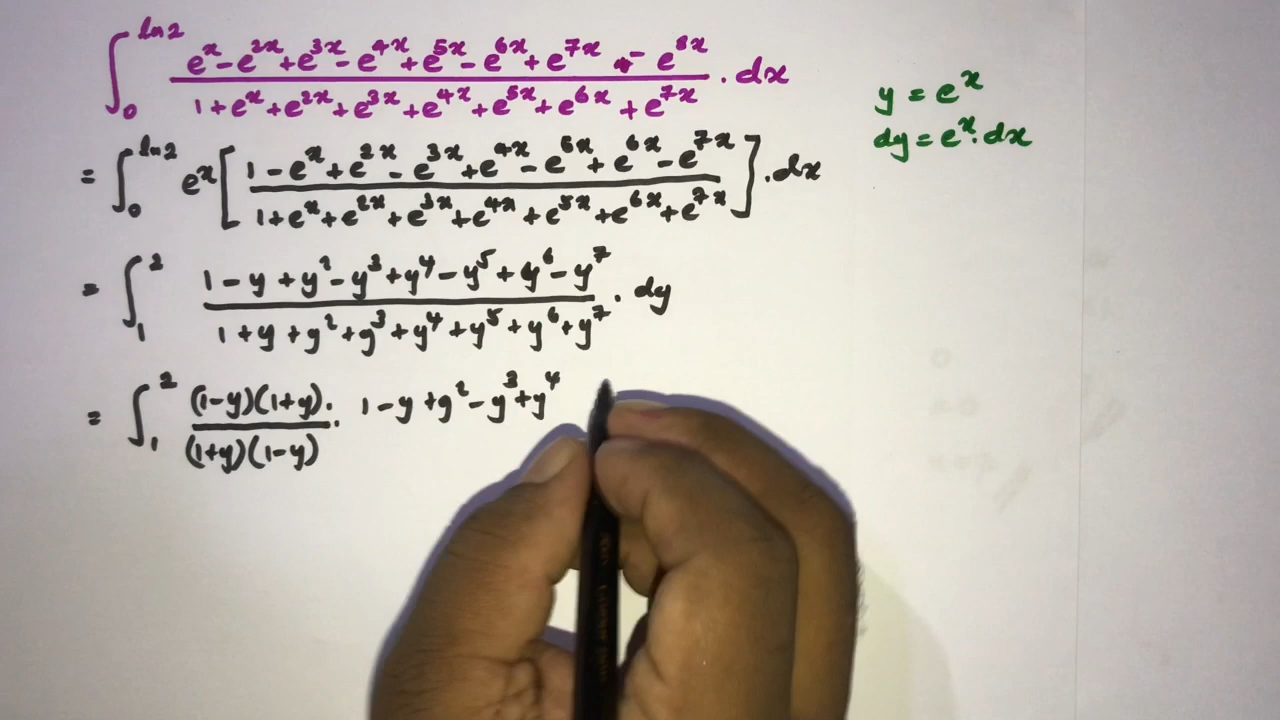 ∫₀^{ln2} (e^x - e^{2x} + e^{3x} - e^{4x} + e^{5x} - e^{6x} + e^{7x} - e^{8x}) / (1 + e^x + e^{2x} + e^{3x} + e^{4x} + e^{5x} + e^{6x} + e^{7x}) . dx
y = e^x
dy = e^x . dx
= ∫₀^{ln2} e^x [ (1 - e^x + e^{2x} - e^{3x} + e^{4x} - e^{5x} + e^{6x} - e^{7x}) / (1 + e^x + e^{2x} + e^{3x} + e^{4x} + e^{5x} + e^{6x} + e^{7x}) ] . dx
= ∫₁² (1 - y + y² - y³ + y⁴ - y⁵ + y⁶ - y⁷) / (1 + y + y² + y³ + y⁴ + y⁵ + y⁶ + y⁷) . dy
= ∫₁² (1-y)(1+y) / (1+y)(1-y) . 1 - y + y² - y³ + y⁴